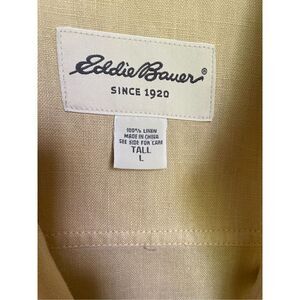 Eddie Bauer®
SINCE 1920
100% LINEN
MADE IN CHINA
SEE SIDE FOR CARE
TALL
L